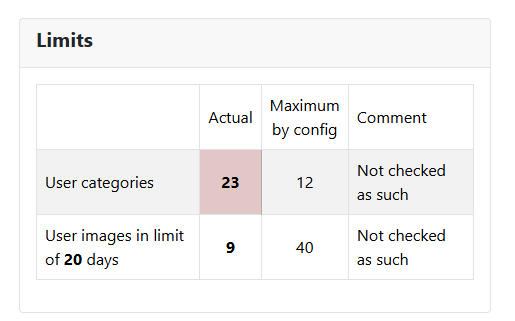 Limits
Actual
Maximum
by config
Comment
User categories
23
12
Not checked
as such
User images in limit
of 20 days
9
40
Not checked
as such